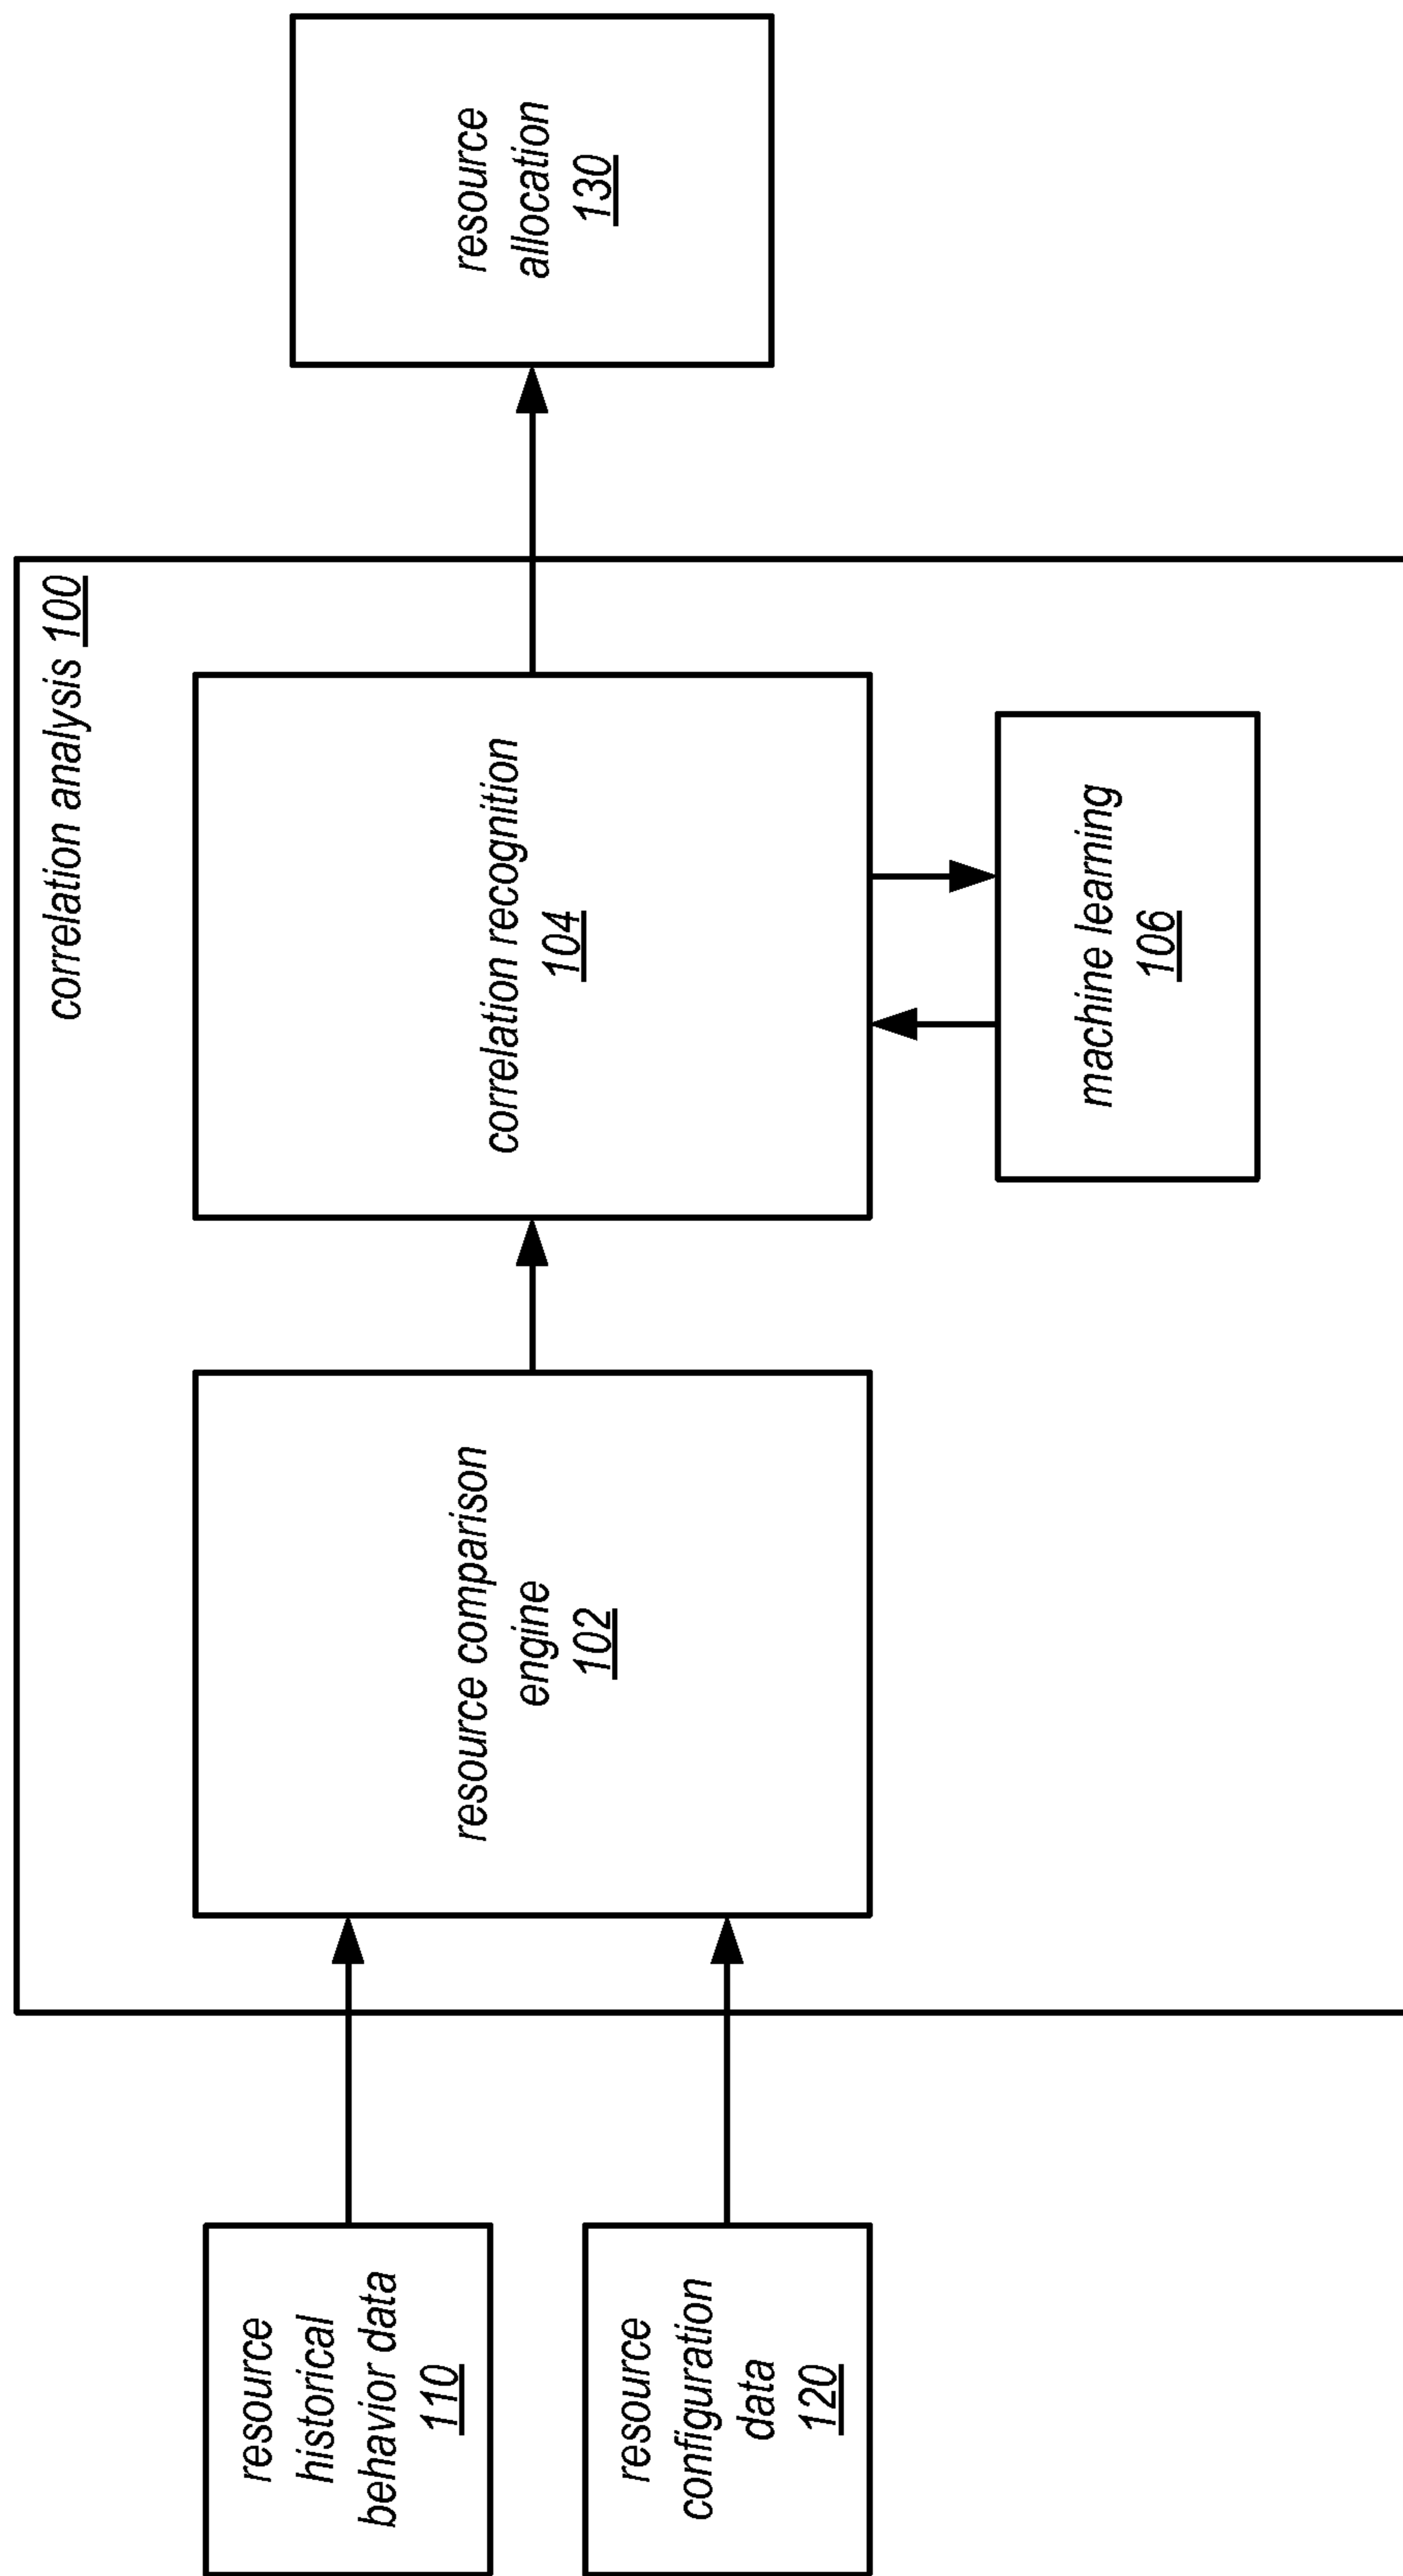 correlation analysis 100
resource
historical
behavior data
110
resource
configuration
data
120
resource comparison
engine
102
correlation recognition
104
machine learning
106
resource
allocation
130